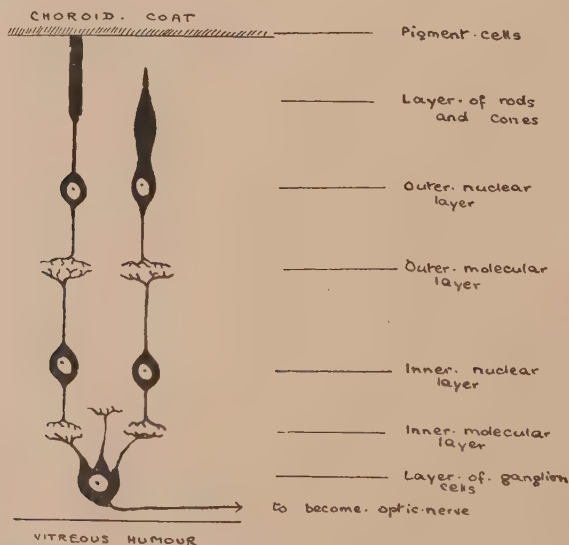 CHOROID. COAT
Pigment. cells
Layer. of rods
and cones
Outer. nuclear
layer
Outer. molecular
layer
Inner. nuclear
layer
Inner. molecular
layer
Layer. of. ganglion
cells
to become. optic. nerve
VITREOUS HUMOUR